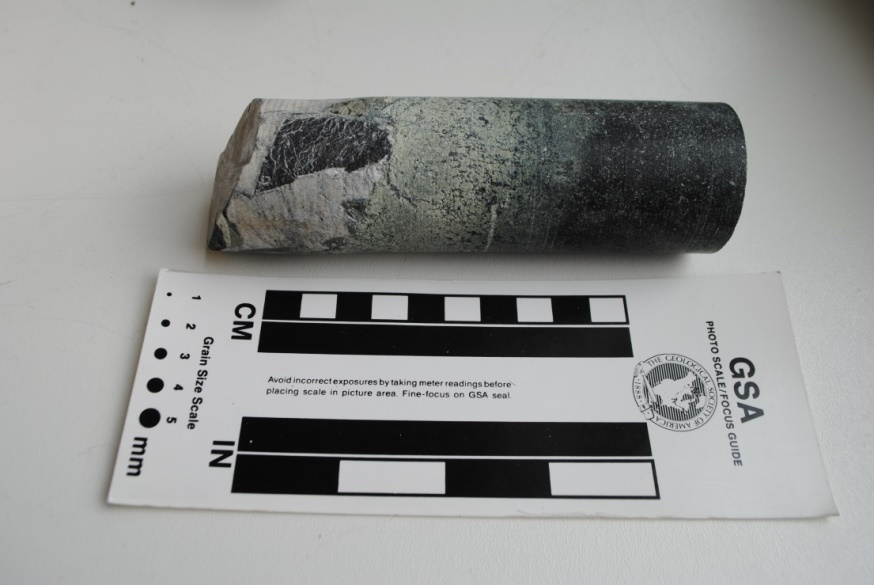 CM
1
2
3
4
5
mm
Grain Size Scale
Avoid incorrect exposures by taking meter readings before
placing scale in picture area. Fine-focus on GSA seal.
IN
GSA
PHOTO SCALE/FOCUS GUIDE
THE GEOLOGICAL SOCIETY
OF AMERICA
1888